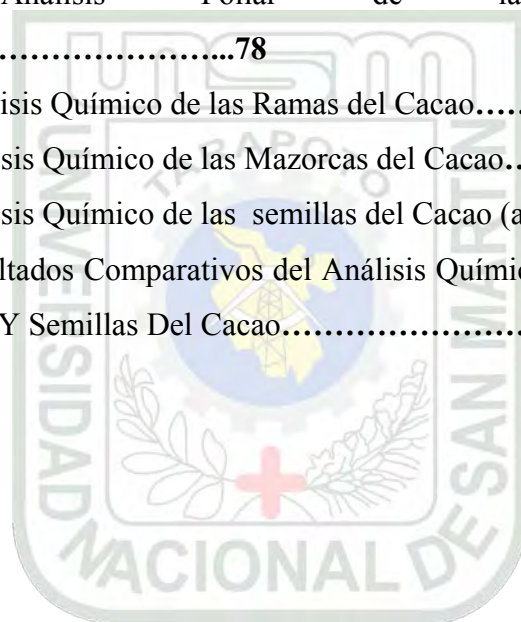 Análisis Foliar de la
…………………...78
isis Químico de las Ramas del Cacao……
sis Químico de las Mazorcas del Cacao…
sis Químico de las semillas del Cacao (a
ltados Comparativos del Análisis Químic
Y Semillas Del Cacao……………………
unsm
TARAPOTO
UNIVERSIDAD NACIONAL DE SAN MARTIN